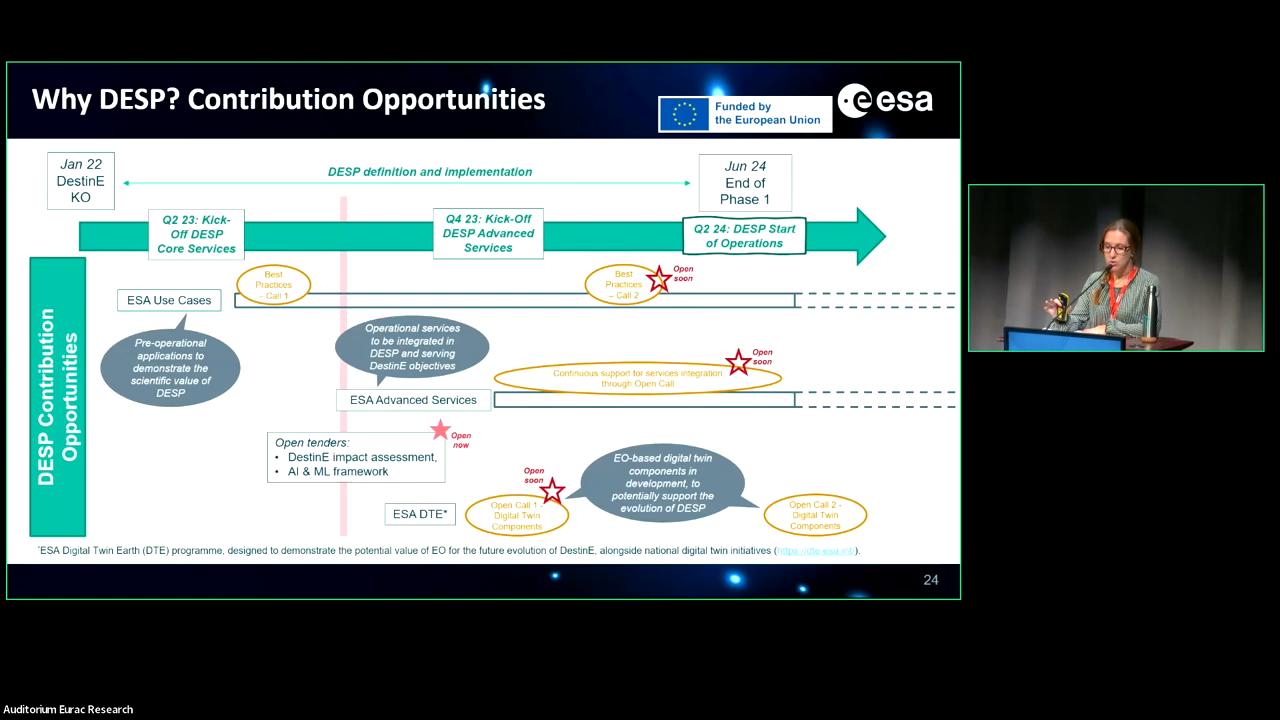 Why DESP? Contribution Opportunities
Funded by
the European Union
esa
Jan 22
DestinE
KO
DESP definition and implementation
Jun 24
End of
Phase 1
Q2 23: Kick-
Off DESP
Core Services
Q4 23: Kick-Off
DESP Advanced
Services
Q2 24: DESP Start
of Operations
DESP Contribution
Opportunities
ESA Use Cases
Best
Practices
– Call 1
Best
Practices
– Call 2
Open
soon
Pre-operational
applications to
demonstrate the
scientific value of
DESP
Operational services
to be integrated in
DESP and serving
DestinE objectives
Continuous support for services integration
through Open Call
Open
soon
ESA Advanced Services
Open tenders:
• DestinE impact assessment,
• AI & ML framework
Open
now
EO-based digital twin
components in
development, to
potentially support the
evolution of DESP
Open
soon
ESA DTE*
Open Call 1 -
Digital Twin
Components
Open Call 2 -
Digital Twin
Components
*ESA Digital Twin Earth (DTE) programme, designed to demonstrate the potential value of EO for the future evolution of DestinE, alongside national digital twin initiatives (https://dte-esa.int/).
24
Auditorium Eurac Research